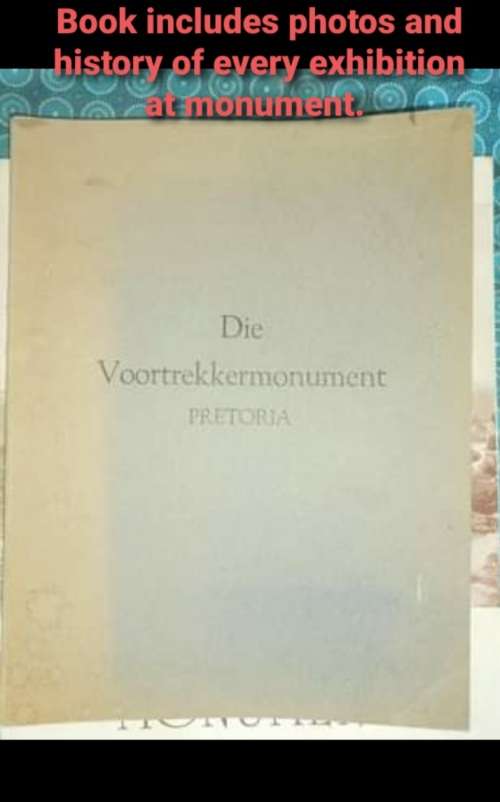 Book includes photos and
history of every exhibition
at monument.
Die
Voortrekkermonument
PRETORIA